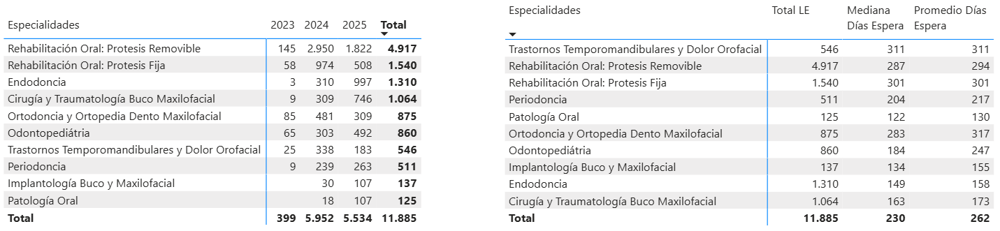 Especialidades 2023 2024 2025 Total
Rehabilitación Oral: Protesis Removible 145 2.950 1.822 4.917
Rehabilitación Oral: Protesis Fija 58 974 508 1.540
Endodoncia 3 310 997 1.310
Cirugía y Traumatología Buco Maxilofacial 9 309 746 1.064
Ortodoncia y Ortopedia Dento Maxilofacial 85 481 309 875
Odontopediátria 65 303 492 860
Trastornos Temporomandibulares y Dolor Orofacial 25 338 183 546
Periodoncia 9 239 263 511
Implantología Buco y Maxilofacial 30 107 137
Patología Oral 18 107 125
Total 399 5.952 5.534 11.885
Especialidades Total LE Mediana Promedio Días
Días Espera Espera
Trastornos Temporomandibulares y Dolor Orofacial 546 311 311
Rehabilitación Oral: Protesis Removible 4.917 287 294
Rehabilitación Oral: Protesis Fija 1.540 301 301
Periodoncia 511 204 217
Patología Oral 125 122 130
Ortodoncia y Ortopedia Dento Maxilofacial 875 283 317
Odontopediátria 860 184 247
Implantología Buco y Maxilofacial 137 134 155
Endodoncia 1.310 149 158
Cirugía y Traumatología Buco Maxilofacial 1.064 163 173
Total 11.885 230 262